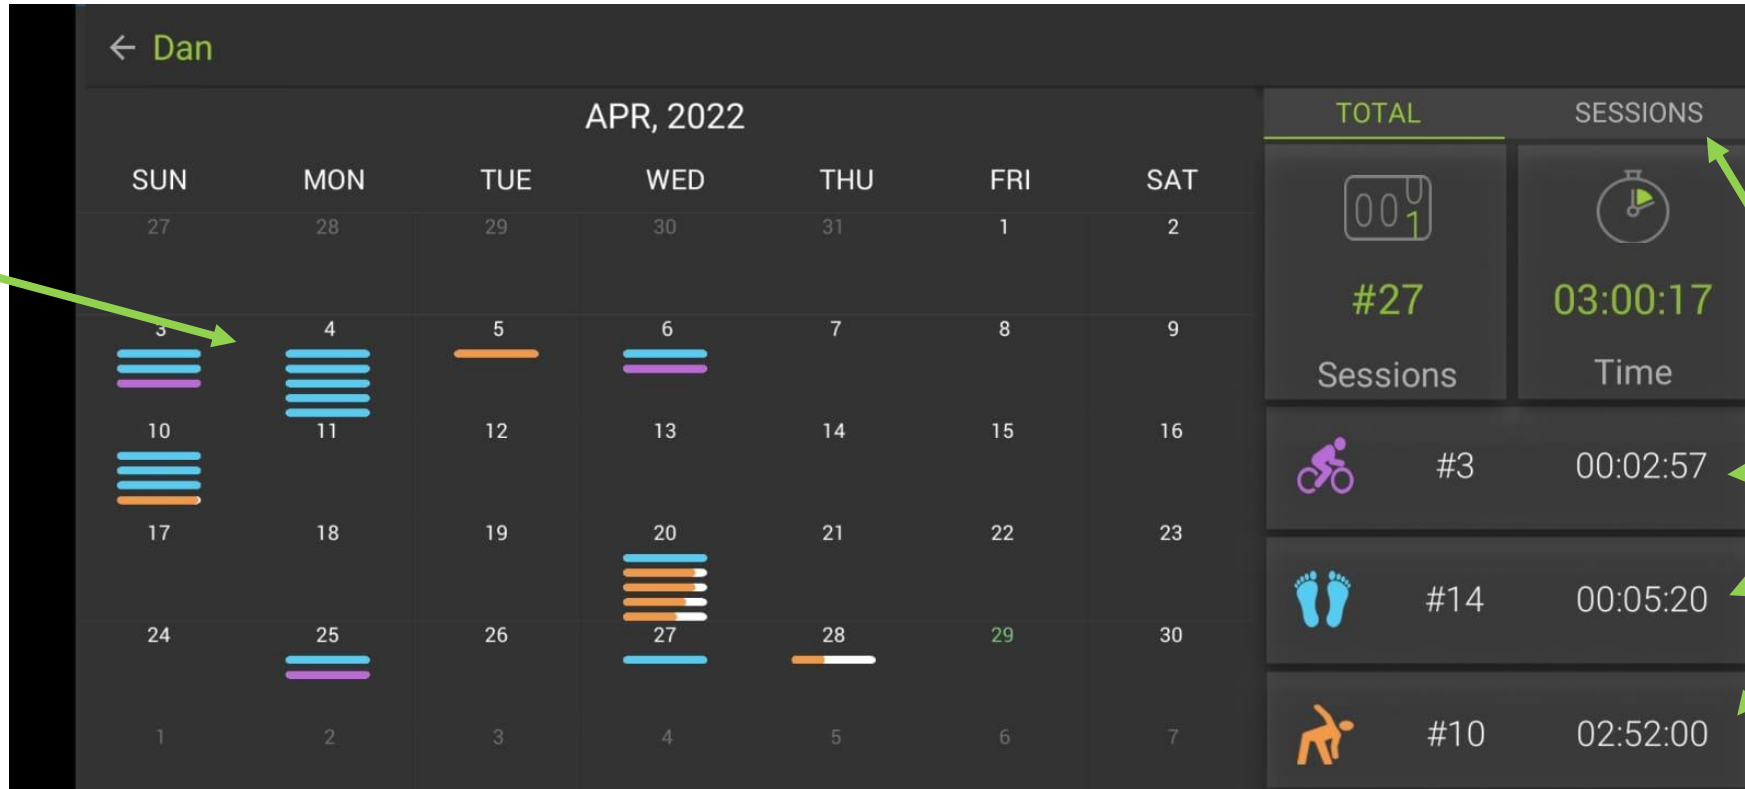 ← Dan
APR, 2022
SUN MON TUE WED THU FRI SAT
27 28 29 30 31 1 2
3 4 5 6 7 8 9
10 11 12 13 14 15 16
17 18 19 20 21 22 23
24 25 26 27 28 29 30
1 2 3 4 5 6 7
TOTAL SESSIONS
001
#27 03:00:17
Sessions Time
#3 00:02:57
#14 00:05:20
#10 02:52:00